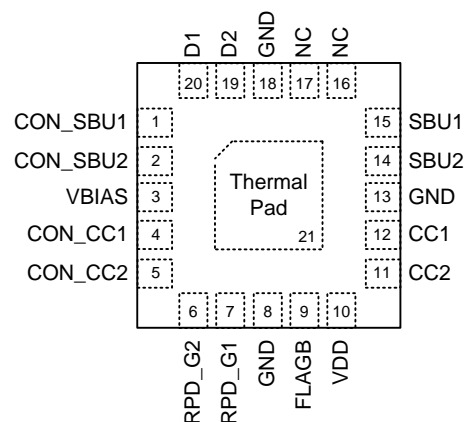 D1 D2 GND NC NC
20 19 18 17 16
CON_SBU1 1 15 SBU1
CON_SBU2 2 14 SBU2
VBIAS 3 13 GND
CON_CC1 4 12 CC1
CON_CC2 5 11 CC2
Thermal
Pad
21
6 7 8 9 10
RPD_G2 RPD_G1 GND FLAGB VDD